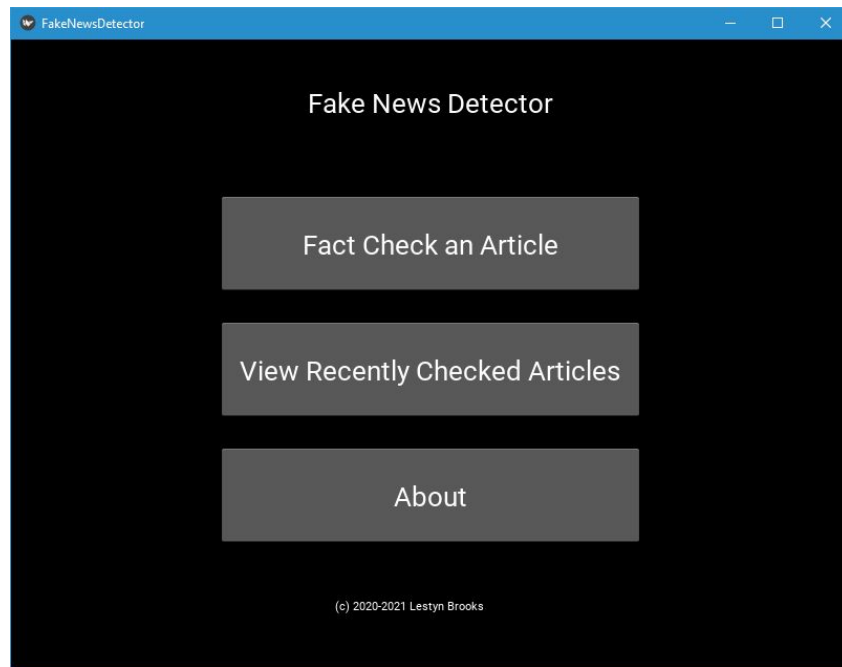 FakeNewsDetector
Fake News Detector
Fact Check an Article
View Recently Checked Articles
About
(c) 2020-2021 Lestyn Brooks